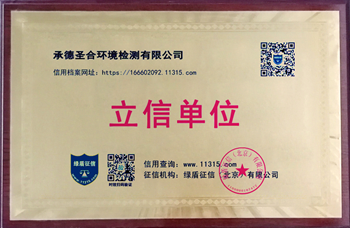 承德圣合环境检测有限公司
信用档案网址：https://166602092.11315.com
立信单位
绿盾征信
信用查询：www.11315.com
征信机构：绿盾征信（北京）有限公司